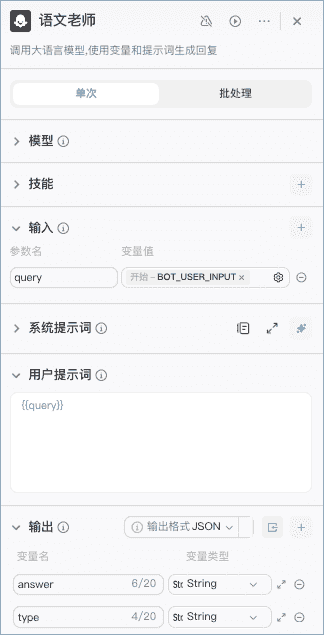 语文老师
调用大语言模型,使用变量和提示词生成回复
单次 批处理
模型
技能
输入
参数名 变量值
query 开始 - BOT_USER_INPUT
系统提示词
用户提示词
{{query}}
输出 输出格式 JSON
变量名 变量类型
answer 6/20 Str. String
type 4/20 Str. String